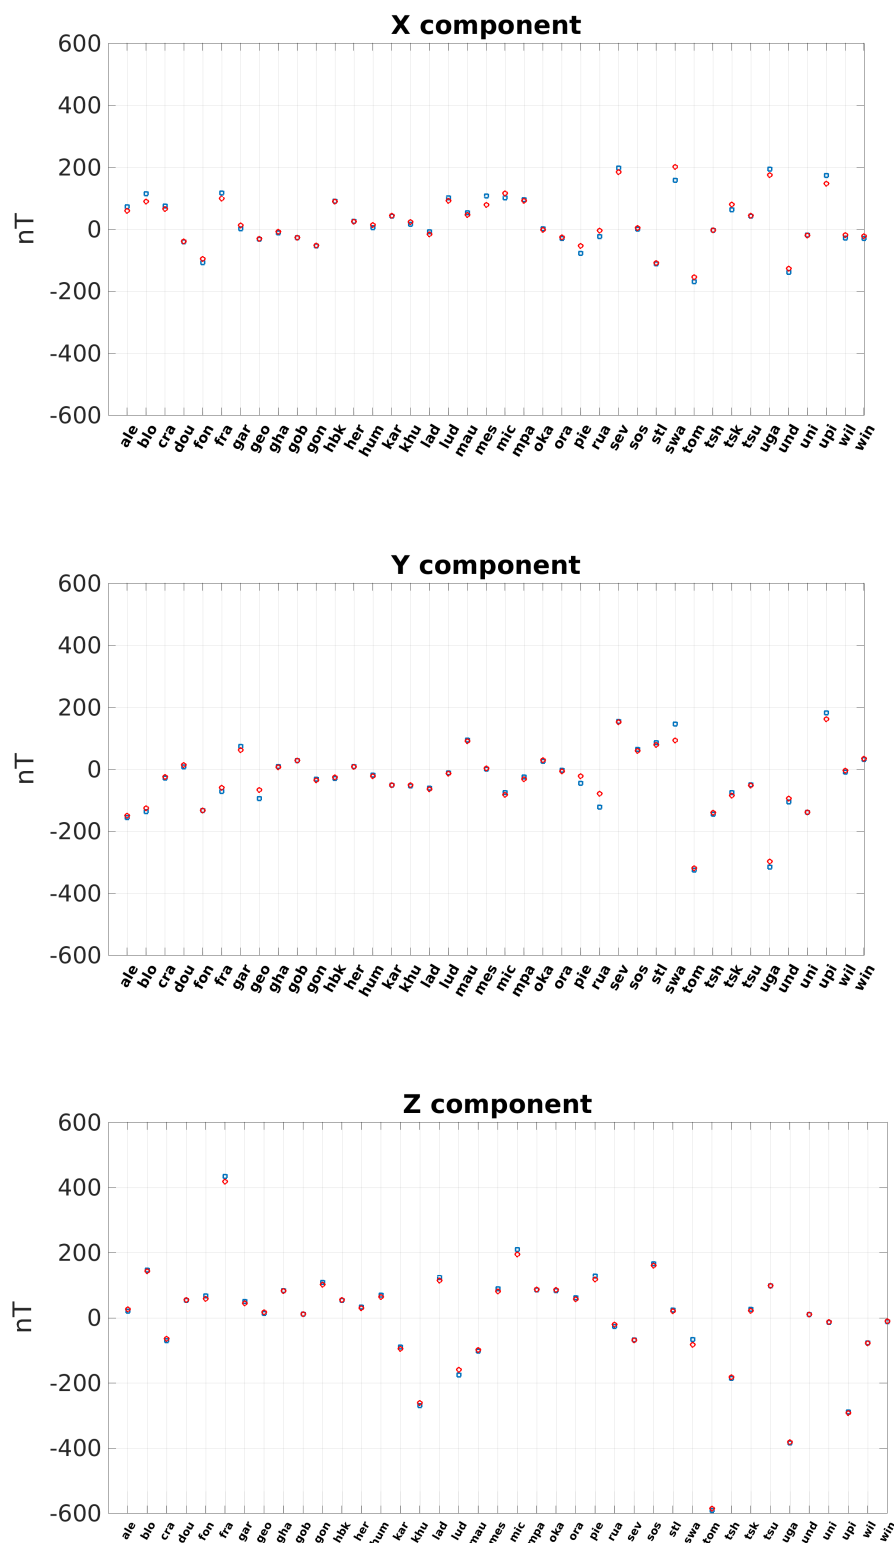 X component
600
400
200
0
-200
-400
-600
nT
ale blo cra dou fon fra gar geo gha gob gon hbk her hum kar khu lad lud mau mes mic mpa oka ora pie rua sev sos stl swa tom tsh tsk tsu uga und uni upi wil win
Y component
600
400
200
0
-200
-400
-600
nT
ale blo cra dou fon fra gar geo gha gob gon hbk her hum kar khu lad lud mau mes mic mpa oka ora pie rua sev sos stl swa tom tsh tsk tsu uga und uni upi wil win
Z component
600
400
200
0
-200
-400
-600
nT
ale blo cra dou fon fra gar geo gha gob gon hbk her hum kar khu lad lud mau mes mic mpa oka ora pie rua sev sos stl swa tom tsh tsk tsu uga und uni upi wil win